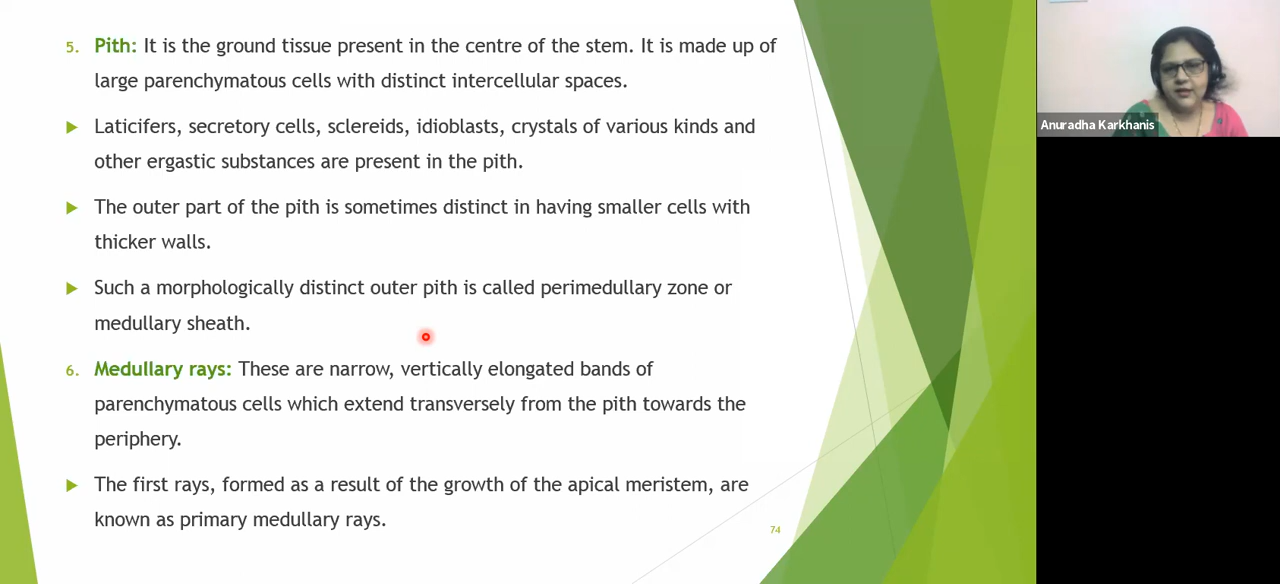 5. Pith: It is the ground tissue present in the centre of the stem. It is made up of
large parenchymatous cells with distinct intercellular spaces.
Laticifers, secretory cells, sclereids, idioblasts, crystals of various kinds and
other ergastic substances are present in the pith.
The outer part of the pith is sometimes distinct in having smaller cells with
thicker walls.
Such a morphologically distinct outer pith is called perimedullary zone or
medullary sheath.
6. Medullary rays: These are narrow, vertically elongated bands of
parenchymatous cells which extend transversely from the pith towards the
periphery.
The first rays, formed as a result of the growth of the apical meristem, are
known as primary medullary rays.
74
Anuradha Karkhanis